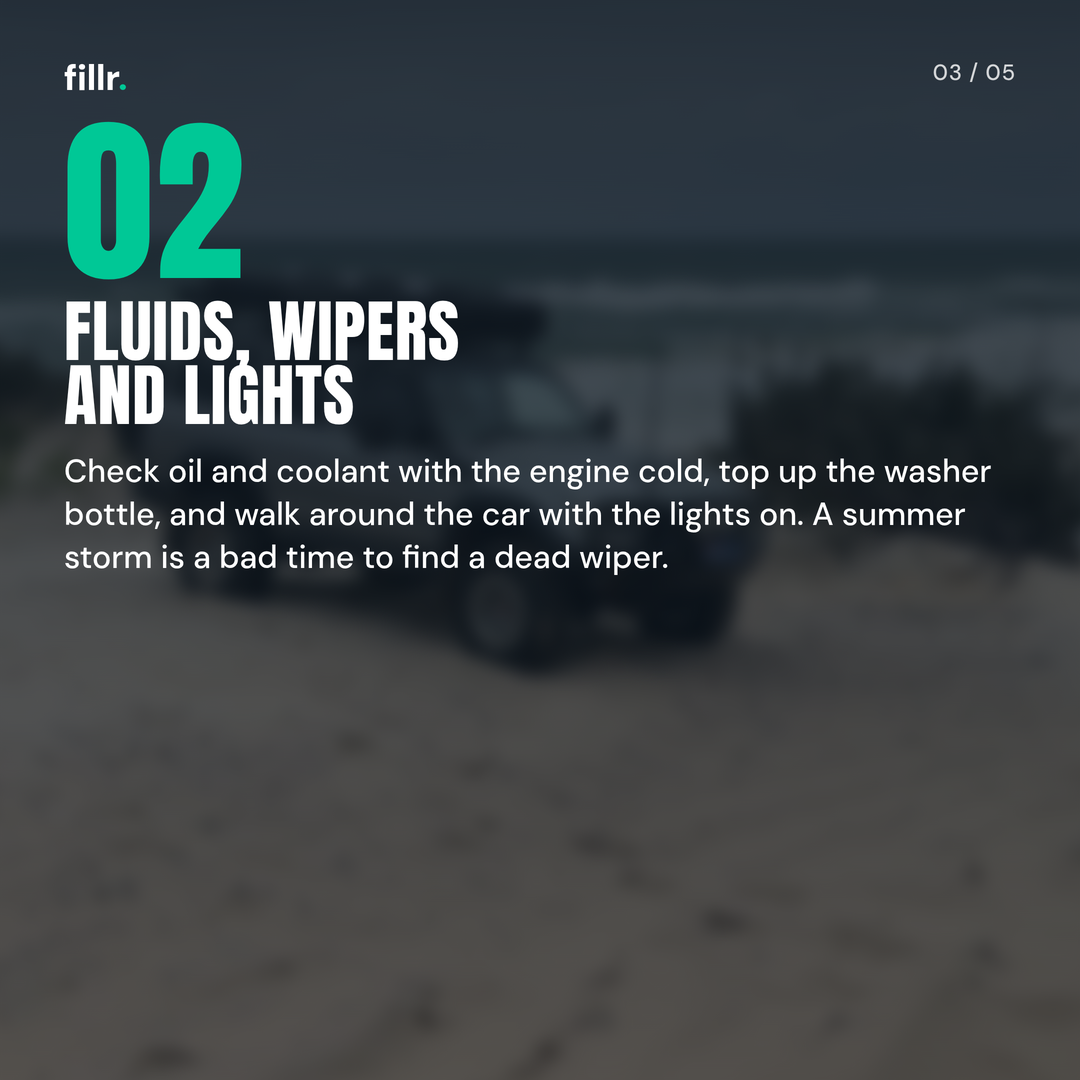 fillr.
03 / 05
02
FLUIDS, WIPERS
AND LIGHTS
Check oil and coolant with the engine cold, top up the washer
bottle, and walk around the car with the lights on. A summer
storm is a bad time to find a dead wiper.